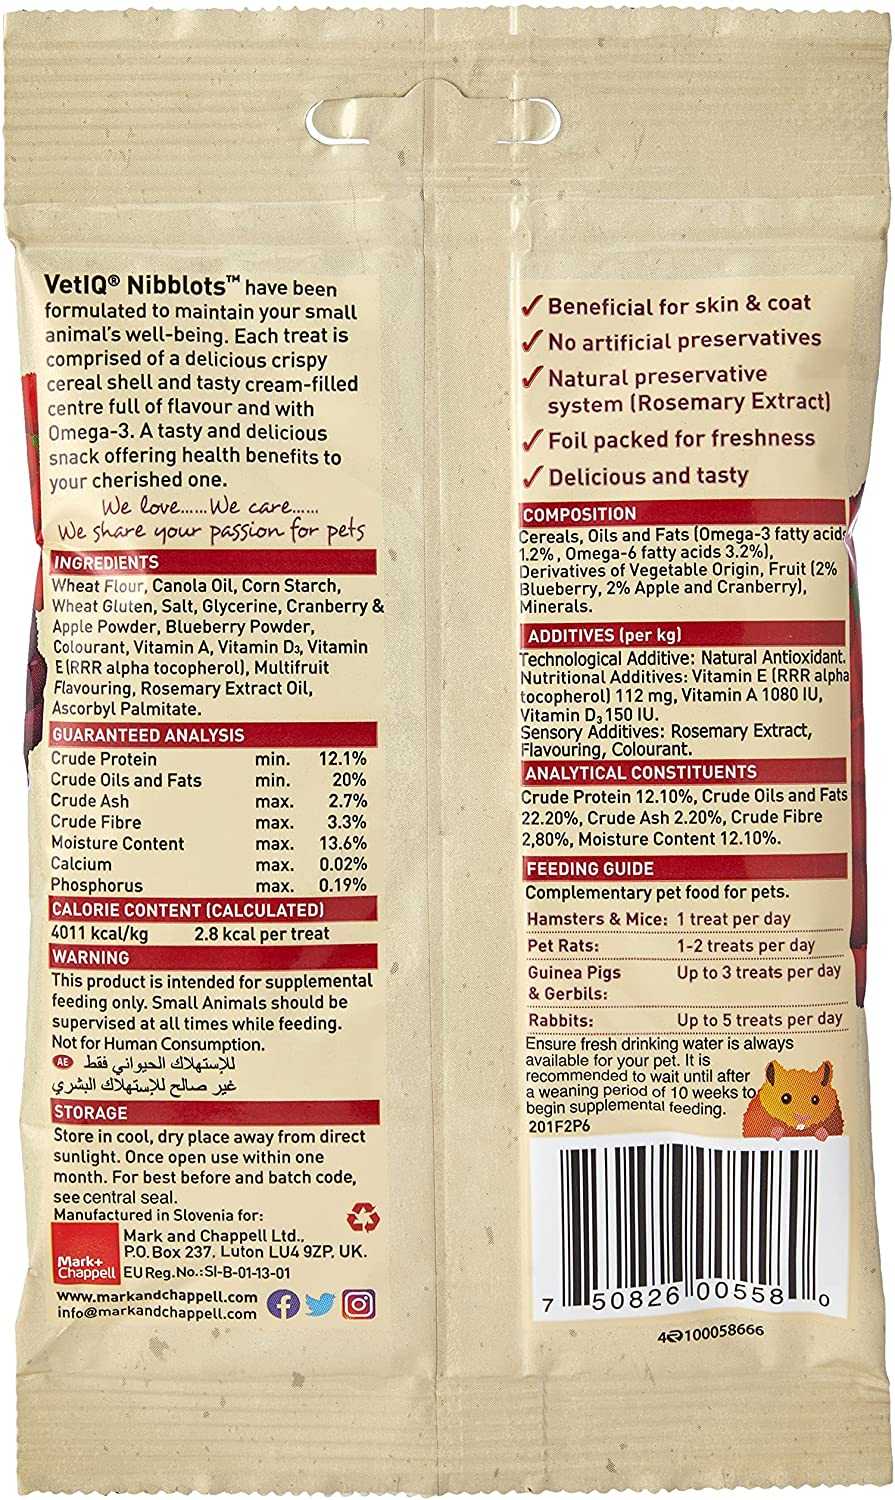 VetIQ® Nibblots™ have been
formulated to maintain your small
animal's well-being. Each treat is
comprised of a delicious crispy
cereal shell and tasty cream-filled
centre full of flavour and with
Omega-3. A tasty and delicious
snack offering health benefits to
your cherished one.
We love......We care......
We share your passion for pets
INGREDIENTS
Wheat Flour, Canola Oil, Corn Starch,
Wheat Gluten, Salt, Glycerine, Cranberry &
Apple Powder, Blueberry Powder,
Colourant, Vitamin A, Vitamin D₃, Vitamin
E (RRR alpha tocopherol), Multifruit
Flavouring, Rosemary Extract Oil,
Ascorbyl Palmitate.
GUARANTEED ANALYSIS
Crude Protein min. 12.1%
Crude Oils and Fats min. 20%
Crude Ash max. 2.7%
Crude Fibre max. 3.3%
Moisture Content max. 13.6%
Calcium max. 0.02%
Phosphorus max. 0.19%
CALORIE CONTENT (CALCULATED)
4011 kcal/kg 2.8 kcal per treat
WARNING
This product is intended for supplemental
feeding only. Small Animals should be
supervised at all times while feeding.
Not for Human Consumption.
AE للإستهلاك الحيواني فقط
غير صالح للإستهلاك البشري
STORAGE
Store in cool, dry place away from direct
sunlight. Once open use within one
month. For best before and batch code,
see central seal.
Manufactured in Slovenia for:
Mark and Chappell Ltd.,
P.O. Box 237, Luton LU4 9ZP, UK.
EU Reg. No.: SI-B-01-13-01
Mark+
Chappell
www.markandchappell.com
info@markandchappell.com
✓ Beneficial for skin & coat
✓ No artificial preservatives
✓ Natural preservative
system (Rosemary Extract)
✓ Foil packed for freshness
✓ Delicious and tasty
COMPOSITION
Cereals, Oils and Fats (Omega-3 fatty acids
1.2% , Omega-6 fatty acids 3.2%),
Derivatives of Vegetable Origin, Fruit (2%
Blueberry, 2% Apple and Cranberry),
Minerals.
ADDITIVES (per kg)
Technological Additive: Natural Antioxidant.
Nutritional Additives: Vitamin E (RRR alpha
tocopherol) 112 mg, Vitamin A 1080 IU,
Vitamin D₃ 150 IU.
Sensory Additives: Rosemary Extract,
Flavouring, Colourant.
ANALYTICAL CONSTITUENTS
Crude Protein 12.10%, Crude Oils and Fats
22.20%, Crude Ash 2.20%, Crude Fibre
2,80%, Moisture Content 12.10%.
FEEDING GUIDE
Complementary pet food for pets.
Hamsters & Mice: 1 treat per day
Pet Rats: 1-2 treats per day
Guinea Pigs Up to 3 treats per day
& Gerbils:
Rabbits: Up to 5 treats per day
Ensure fresh drinking water is always
available for your pet. It is
recommended to wait until after
a weaning period of 10 weeks to
begin supplemental feeding.
201F2P6
7 50826 00558 0
4 100058666